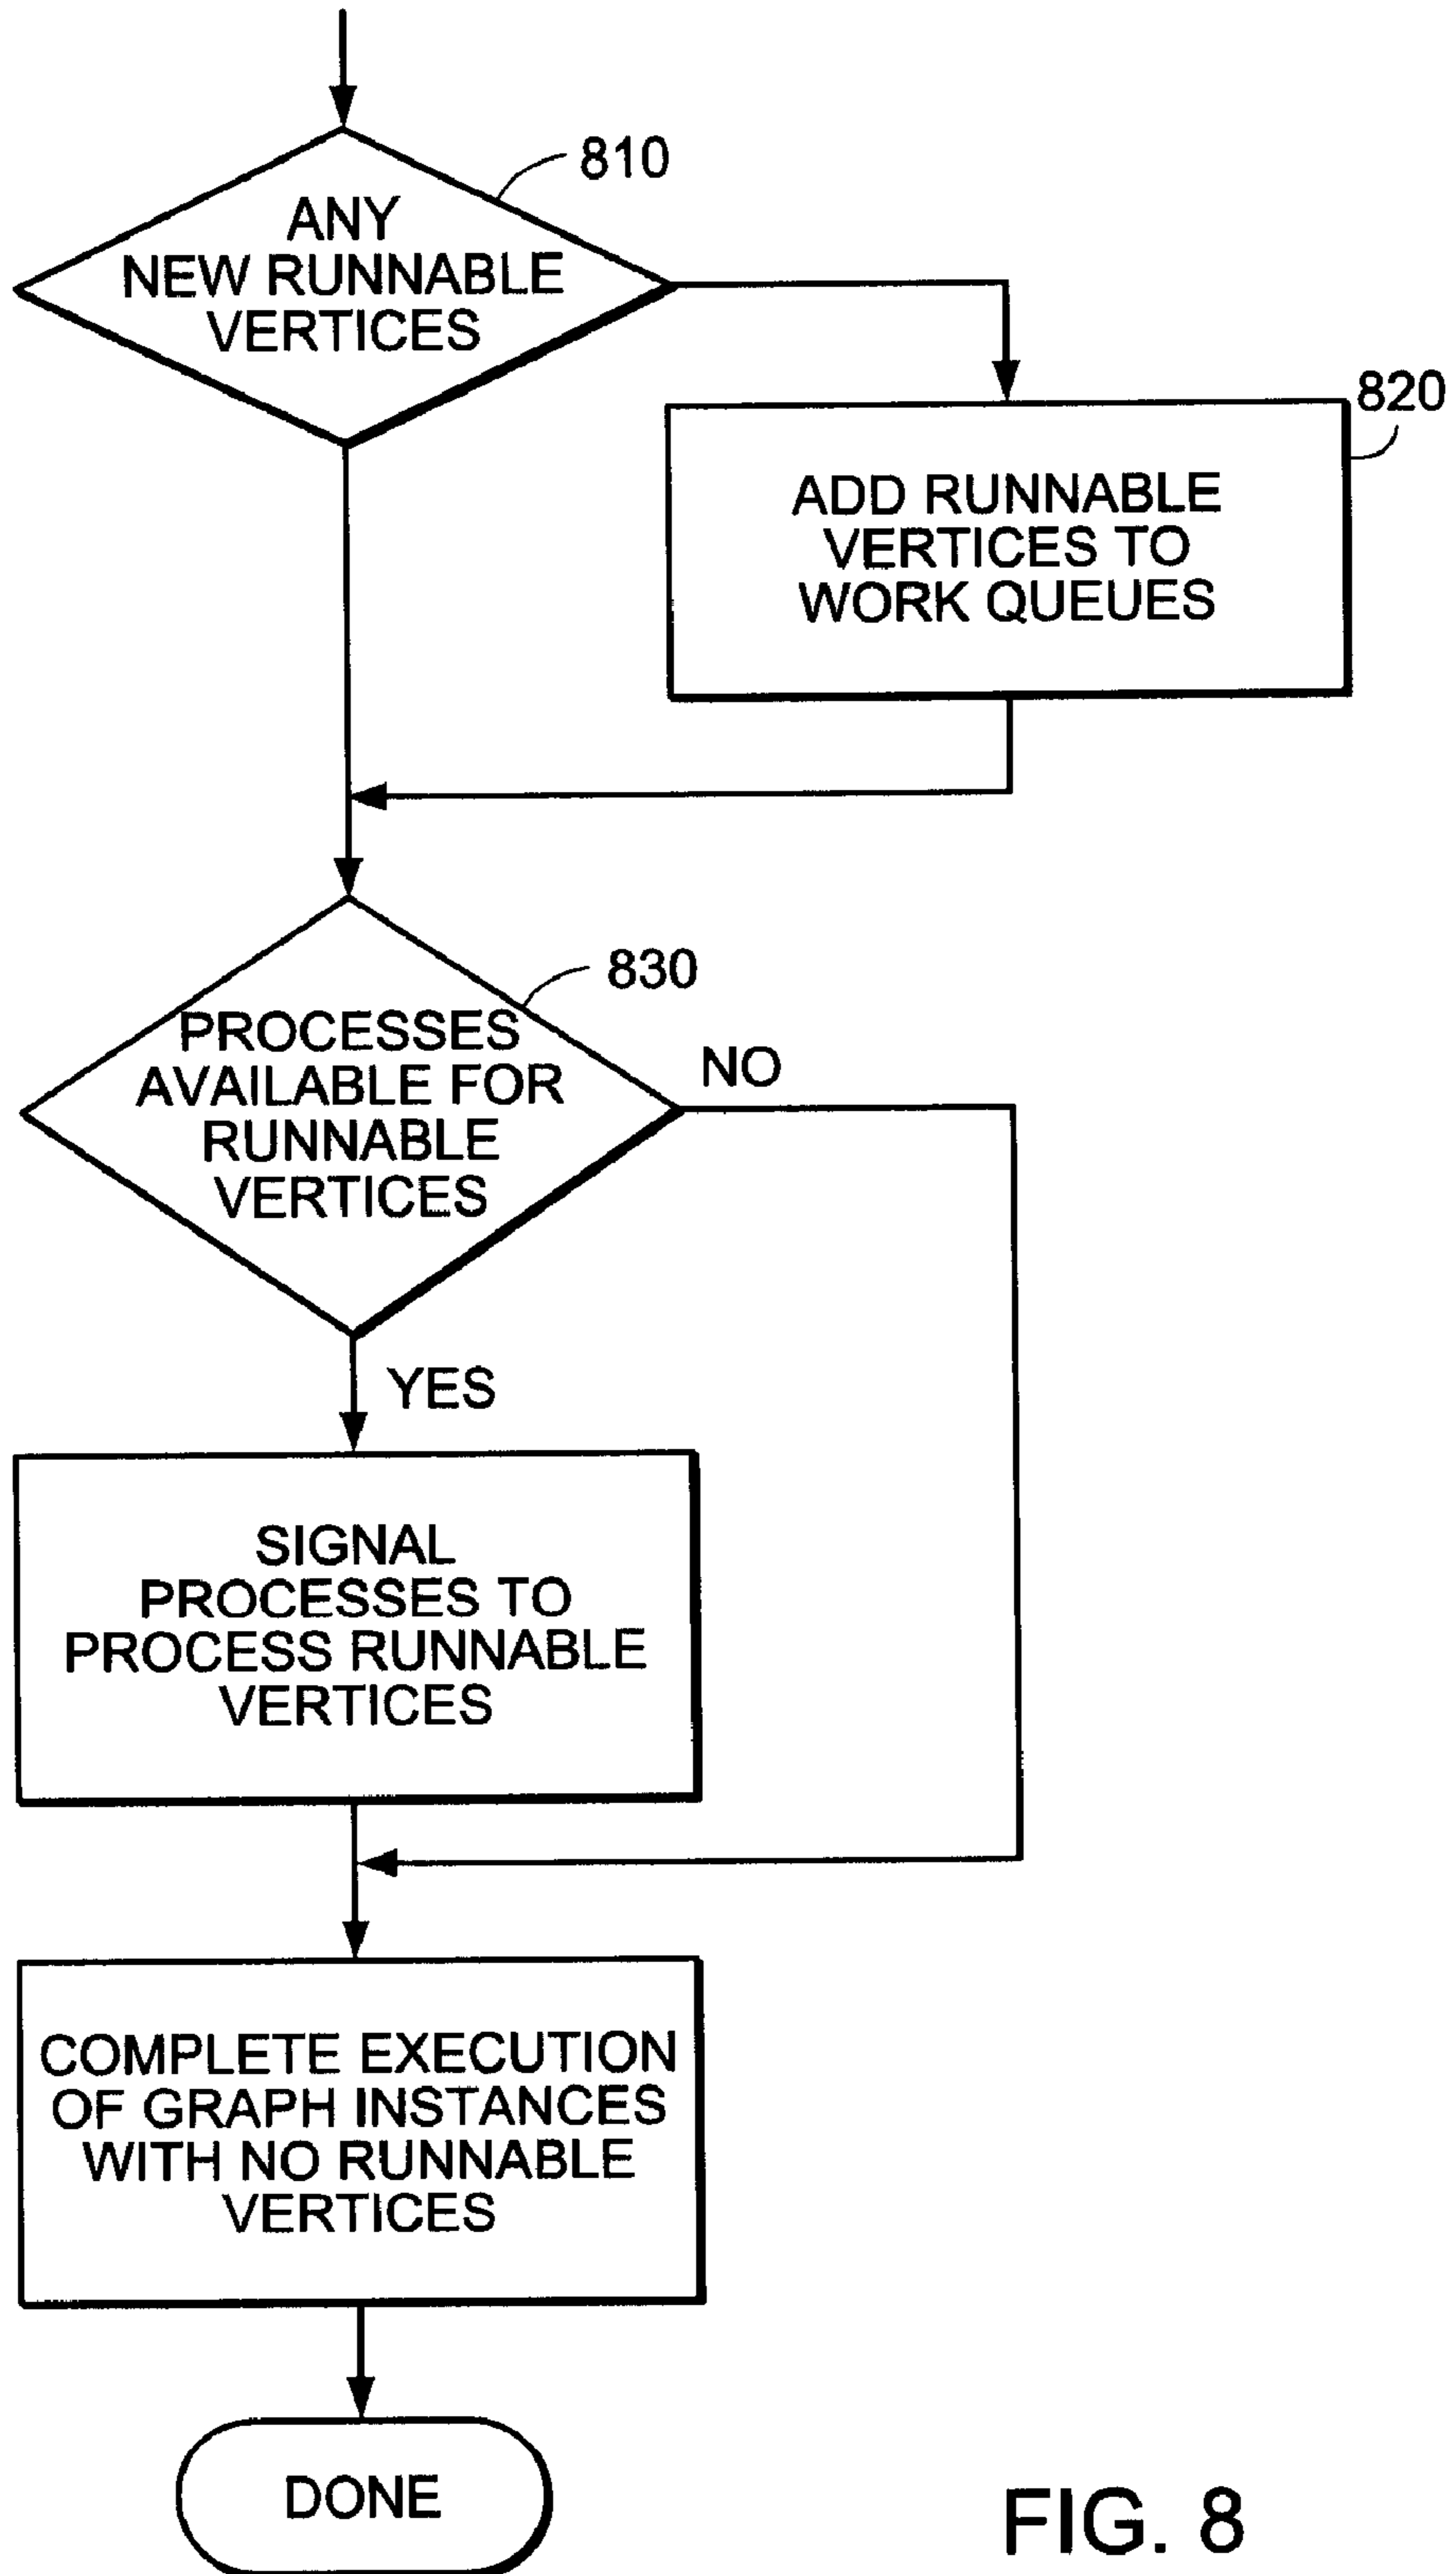 810
ANY
NEW RUNNABLE
VERTICES
820
ADD RUNNABLE
VERTICES TO
WORK QUEUES
830
PROCESSES
AVAILABLE FOR
RUNNABLE
VERTICES
NO
YES
SIGNAL
PROCESSES TO
PROCESS RUNNABLE
VERTICES
COMPLETE EXECUTION
OF GRAPH INSTANCES
WITH NO RUNNABLE
VERTICES
DONE
FIG. 8